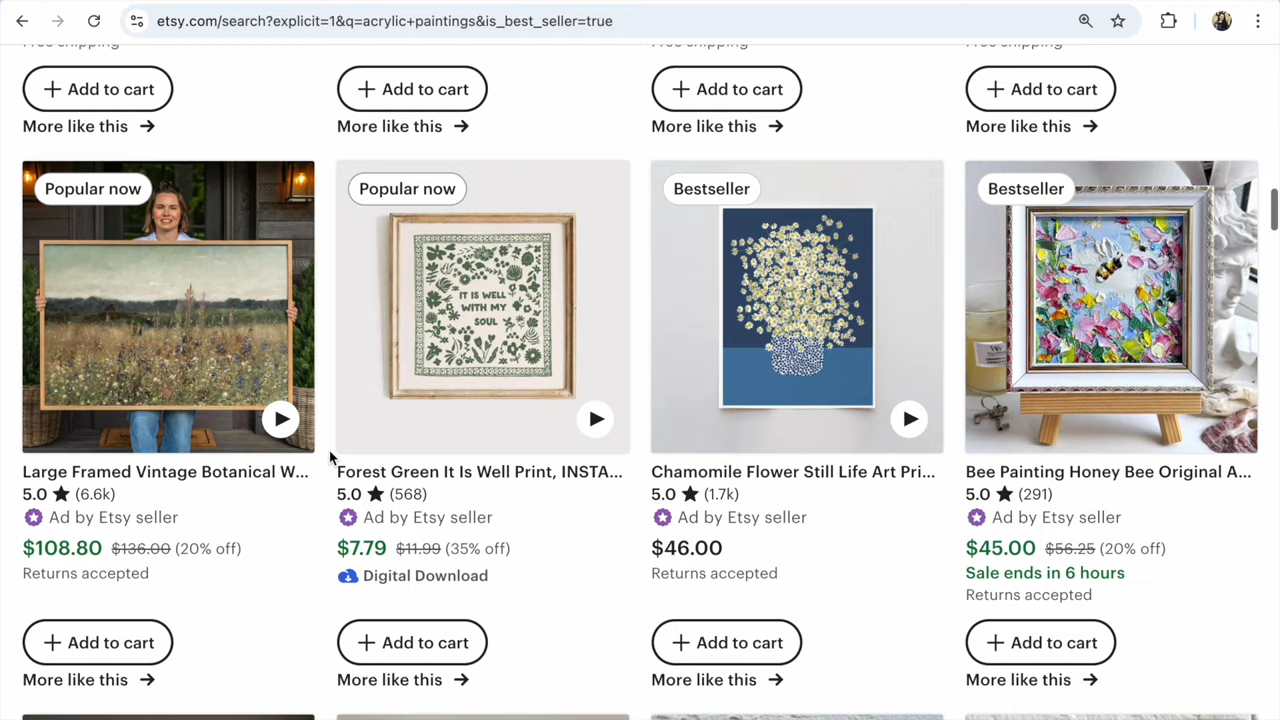 etsy.com/search?explicit=1&q=acrylic+paintings&is_best_seller=true
Free shipping Free shipping Free shipping Free shipping
Add to cart Add to cart Add to cart Add to cart
More like this More like this More like this More like this
Popular now Popular now Bestseller Bestseller
IT IS WELL
WITH MY
SOUL
Large Framed Vintage Botanical W... Forest Green It Is Well Print, INSTA... Chamomile Flower Still Life Art Pri... Bee Painting Honey Bee Original A...
5.0 (6.6k) 5.0 (568) 5.0 (1.7k) 5.0 (291)
Ad by Etsy seller Ad by Etsy seller Ad by Etsy seller Ad by Etsy seller
$108.80 $136.00 (20% off) $7.79 $11.99 (35% off) $46.00 $45.00 $56.25 (20% off)
Returns accepted Digital Download Returns accepted Sale ends in 6 hours
Returns accepted
Add to cart Add to cart Add to cart Add to cart
More like this More like this More like this More like this